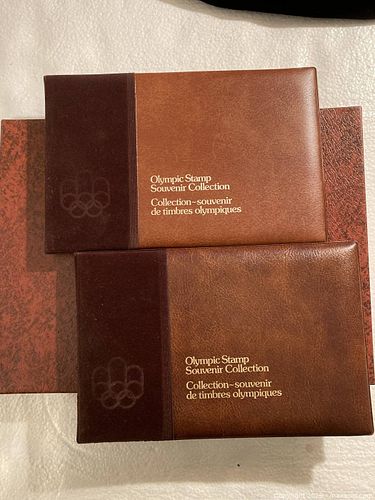 Olympic Stamp
Souvenir Collection
Collection-souvenir
de timbres olympiques
Olympic Stamp
Souvenir Collection
Collection-souvenir
de timbres olympiques